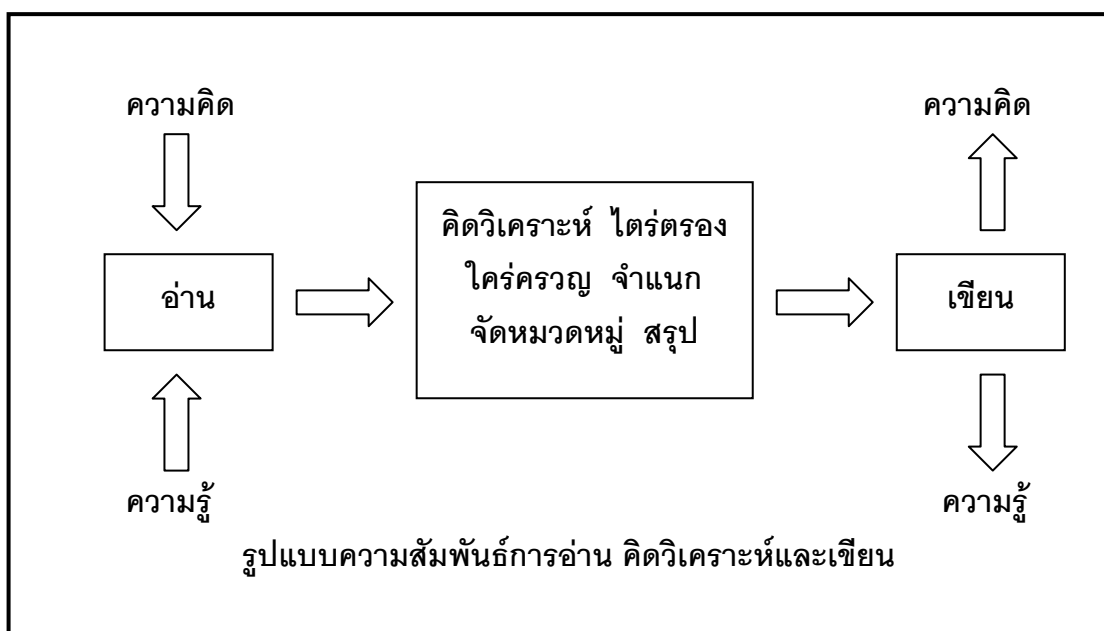 ความคิด
ความคิด
คิดวิเคราะห์ ไตร่ตรอง
ใคร่ครวญ จำแนก
จัดหมวดหมู่ สรุป
อ่าน
เขียน
ความรู้
ความรู้
รูปแบบความสัมพันธ์การอ่าน คิดวิเคราะห์และเขียน